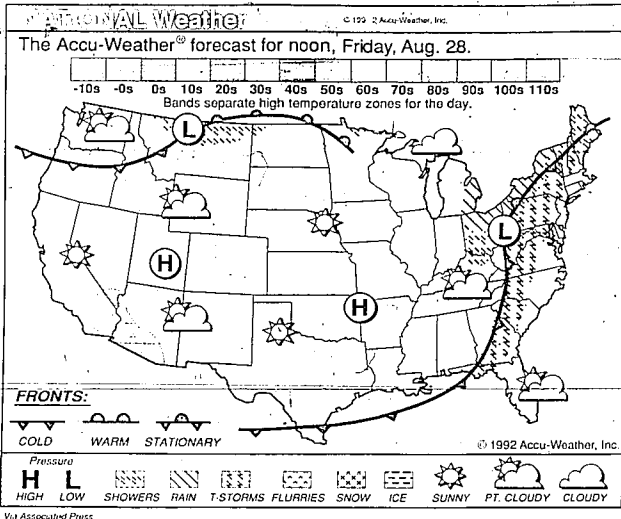 NATIONAL Weather
© 1992 Accu-Weather, Inc.
The Accu-Weather® forecast for noon, Friday, Aug. 28.
-10s -0s 0s 10s 20s 30s 40s 50s 60s 70s 80s 90s 100s 110s
Bands separate high temperature zones for the day.
L
H
L
H
FRONTS:
COLD WARM STATIONARY
© 1992 Accu-Weather, Inc.
Pressure
H L
HIGH LOW SHOWERS RAIN T-STORMS FLURRIES SNOW ICE SUNNY PT. CLOUDY CLOUDY
Via Associated Press